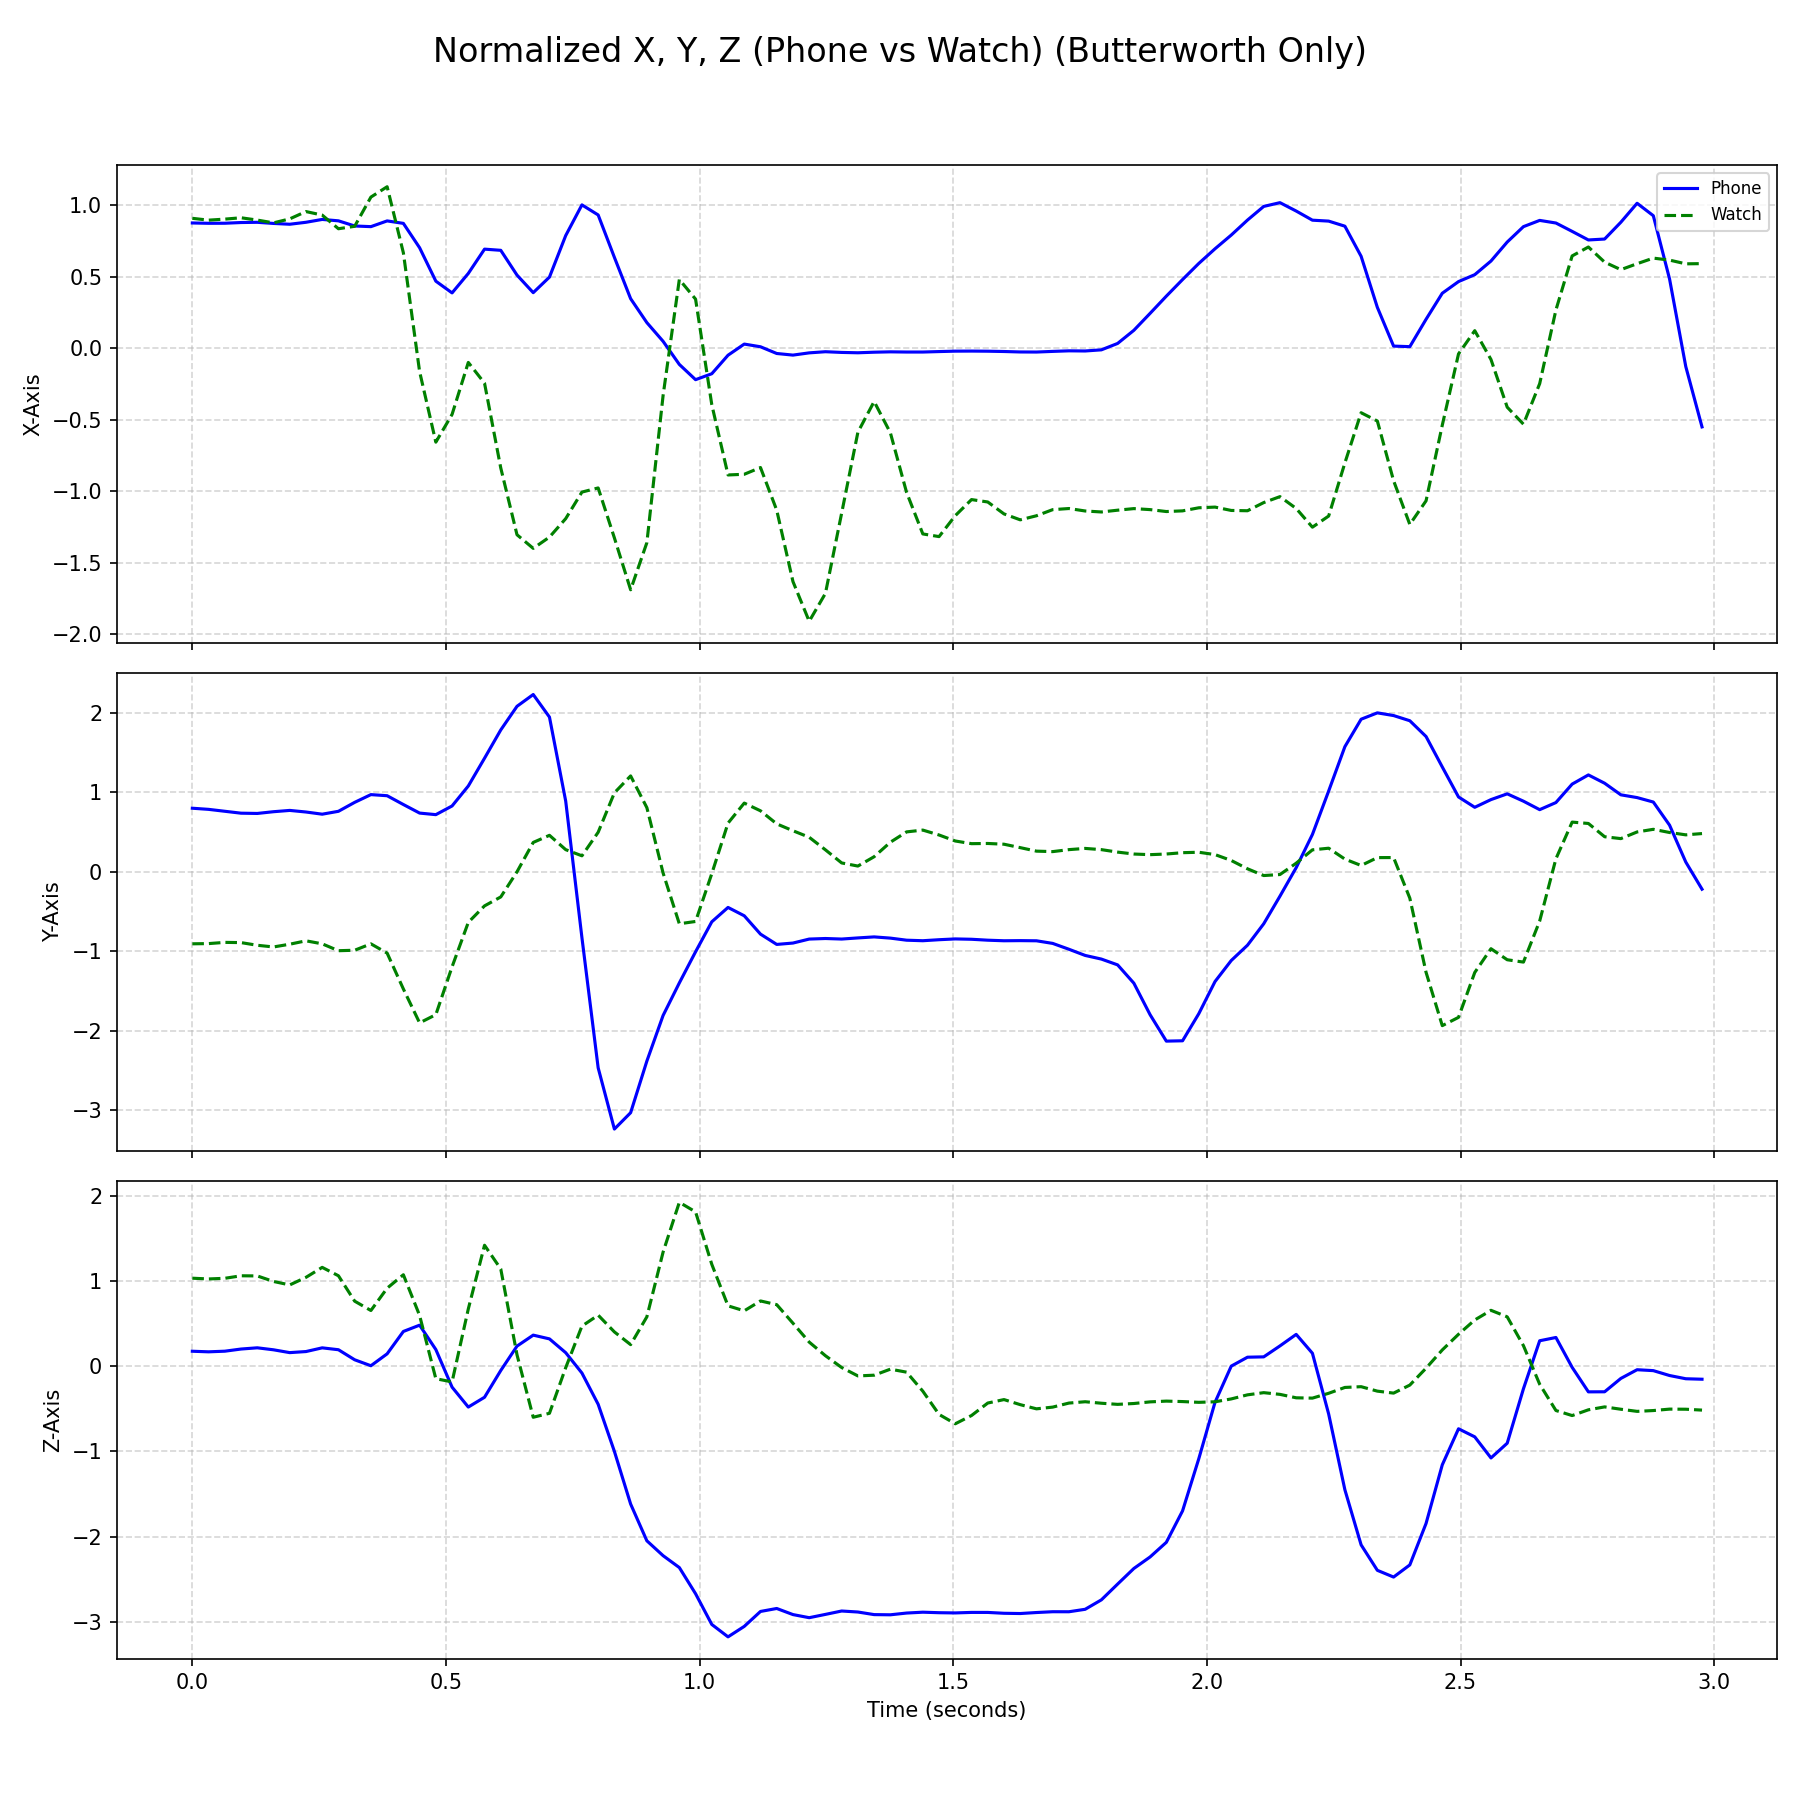 Normalized X, Y, Z (Phone vs Watch) (Butterworth Only)
Phone
Watch
1.0
0.5
0.0
−0.5
−1.0
−1.5
−2.0
X-Axis
2
1
0
−1
−2
−3
Y-Axis
2
1
0
−1
−2
−3
Z-Axis
0.0 0.5 1.0 1.5 2.0 2.5 3.0
Time (seconds)